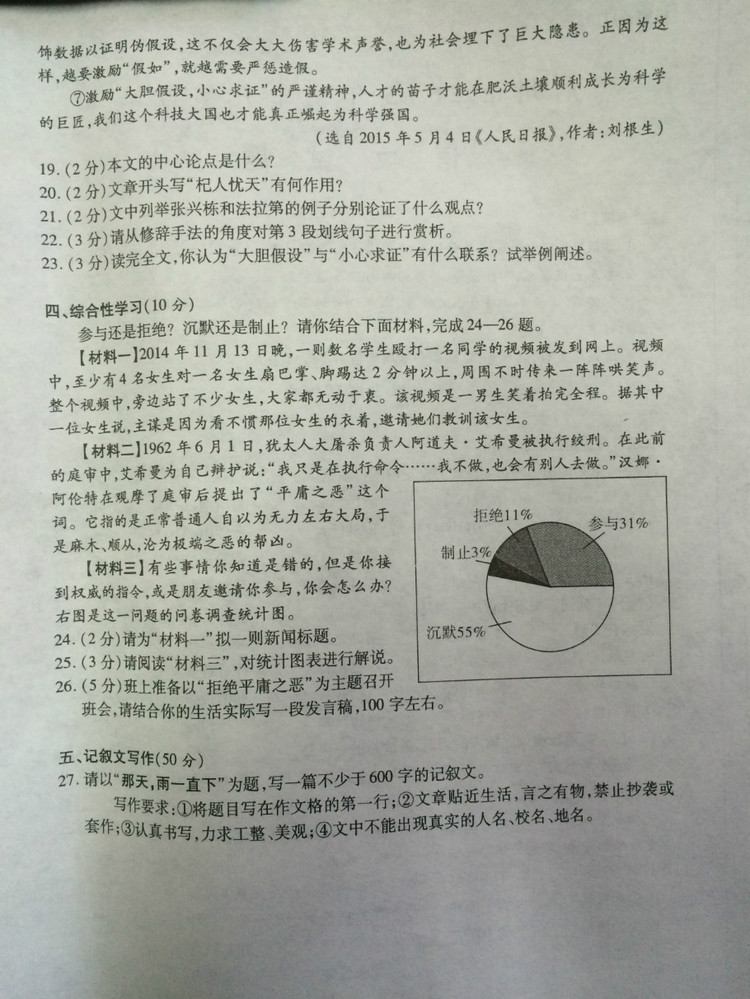 饰数据以证明伪假设,这不仅会大大伤害学术声誉,也为社会埋下了巨大隐患。正因为这
样,越要激励“假如”,就越需要严惩造假。
⑦激励“大胆假设,小心求证”的严谨精神,人才的苗子才能在肥沃土壤顺利成长为科学
的巨匠,我们这个科技大国也才能真正崛起为科学强国。
(选自2015年5月4日《人民日报》,作者:刘根生)
19.(2分)本文的中心论点是什么?
20.(2分)文章开头写“杞人忧天”有何作用?
21.(2分)文中列举张兴栋和法拉第的例子分别论证了什么观点?
22.(3分)请从修辞手法的角度对第3段划线句子进行赏析。
23.(3分)读完全文,你认为“大胆假设”与“小心求证”有什么联系?试举例阐述。
四、综合性学习(10分)
参与还是拒绝?沉默还是制止?请你结合下面材料,完成24—26题。
【材料一】2014年11月13日晚,一则数名学生殴打一名同学的视频被发到网上。视频
中,至少有4名女生对一名女生扇巴掌、脚踢达2分钟以上,周围不时传来一阵阵哄笑声。
整个视频中,旁边站了不少女生,大家都无动于衷。该视频是一男生笑着拍完全程。据其中
一位女生说,主谋是因为看不惯那位女生的衣着,邀请她们教训该女生。
【材料二】1962年6月1日,犹太人大屠杀负责人阿道夫·艾希曼被执行绞刑。在此前
的庭审中,艾希曼为自己辩护说:“我只是在执行命令……我不做,也会有别人去做。”汉娜·
阿伦特在观摩了庭审后提出了“平庸之恶”这个
词。它指的是正常普通人自以为无力左右大局,于
是麻木、顺从,沦为极端之恶的帮凶。
【材料三】有些事情你知道是错的,但是你接
到权威的指令,或是朋友邀请你参与,你会怎么办?
右图是这一问题的问卷调查统计图。
拒绝11%
参与31%
制止3%
沉默55%
24.(2分)请为“材料一”拟一则新闻标题。
25.(3分)请阅读“材料三”,对统计图表进行解说。
26.(5分)班上准备以“拒绝平庸之恶”为主题召开
班会,请结合你的生活实际写一段发言稿,100字左右。
五、记叙文写作(50分)
27.请以“那天,雨一直下”为题,写一篇不少于600字的记叙文。
写作要求:①将题目写在作文格的第一行;②文章贴近生活,言之有物,禁止抄袭或
套作;③认真书写,力求工整、美观;④文中不能出现真实的人名、校名、地名。